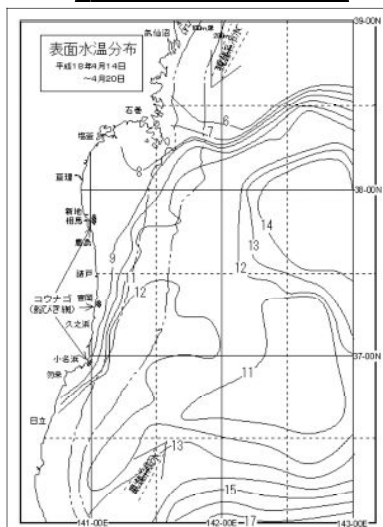 表面水温分布
平成18年4月14日
～4月20日
気仙沼
石巻
塩釜
亘理
新地
相馬
鹿島
請戸
富岡
コウナゴ
(船びき網)
久之浜
小名浜
勿来
日立
39-00N
38-00N
37-00N
141-00E
142-00E
143-00E
6
7
8
9
11
12
14
13
12
11
13
15
17